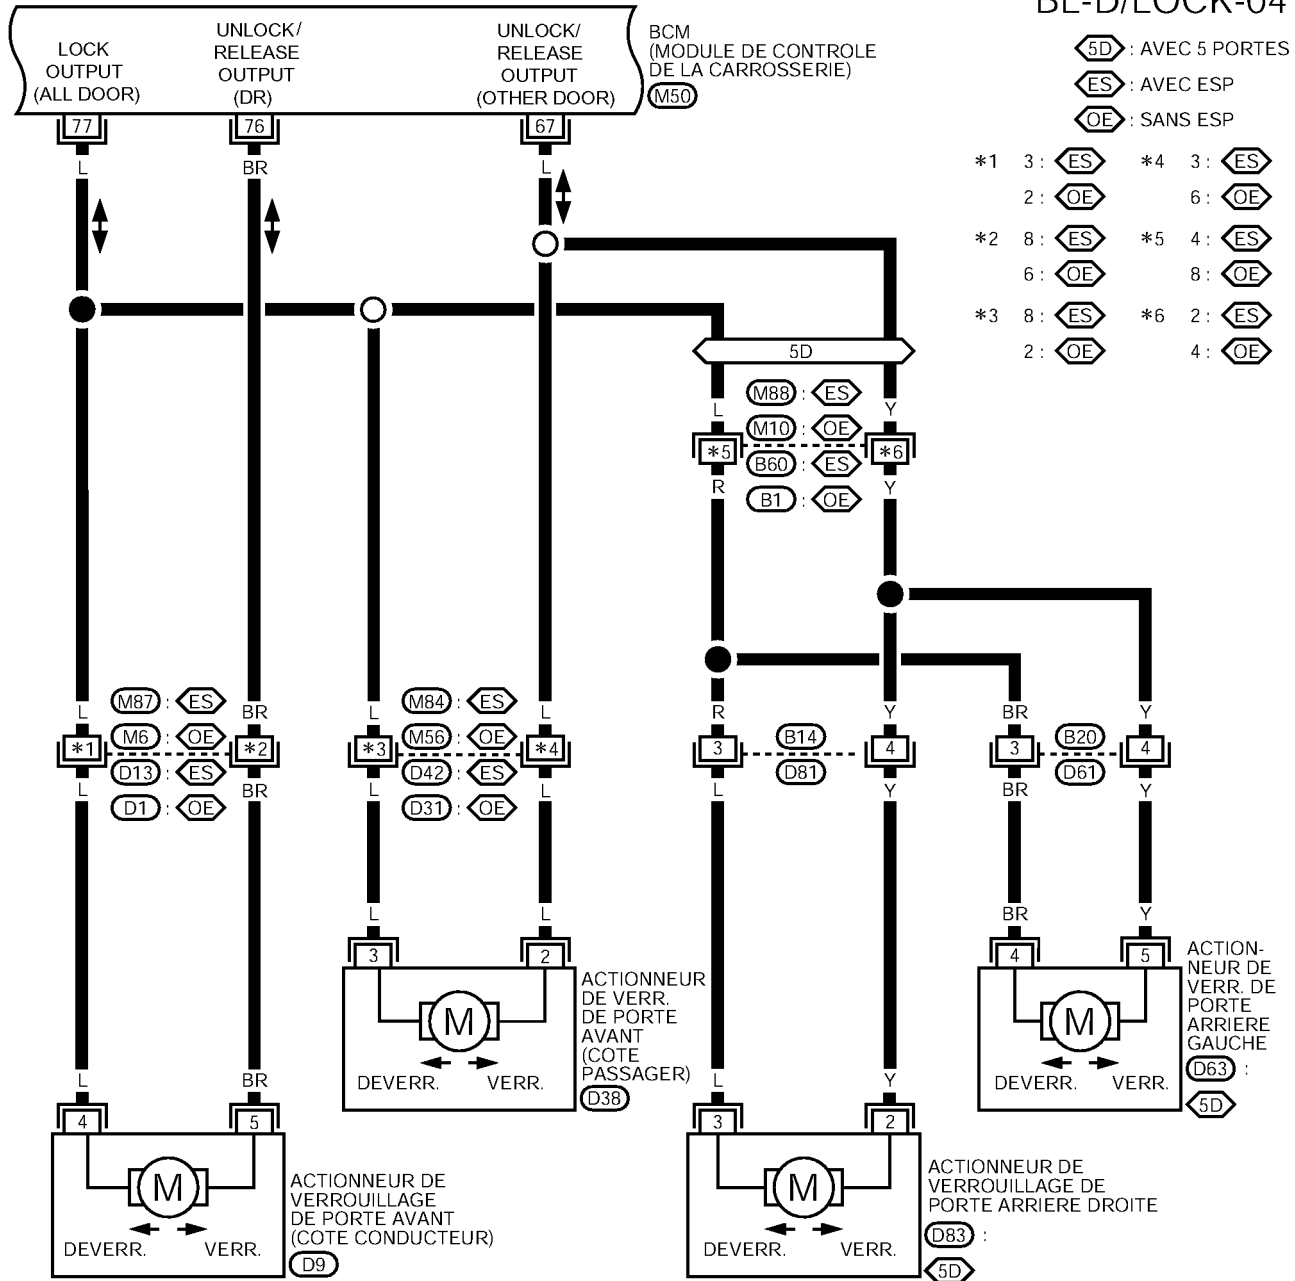 BL-D/LOCK-04
LOCK
OUTPUT
(ALL DOOR)
UNLOCK/
RELEASE
OUTPUT
(DR)
UNLOCK/
RELEASE
OUTPUT
(OTHER DOOR)
BCM
(MODULE DE CONTROLE
DE LA CARROSSERIE)
M50
5D : AVEC 5 PORTES
ES : AVEC ESP
OE : SANS ESP
77
76
67
L
BR
L
*1 3 : ES
2 : OE
*2 8 : ES
6 : OE
*3 8 : ES
2 : OE
*4 3 : ES
6 : OE
*5 4 : ES
8 : OE
*6 2 : ES
4 : OE
5D
L
Y
M88 : ES
M10 : OE
*5
*6
B60 : ES
B1 : OE
R
Y
L
BR
M87 : ES
M6 : OE
*1
*2
D13 : ES
D1 : OE
L
BR
L
L
M84 : ES
M56 : OE
*3
*4
D42 : ES
D31 : OE
L
L
R
Y
3
B14
D81
4
L
Y
BR
Y
3
B20
D61
4
BR
Y
L
L
3
2
M
DEVERR.
VERR.
ACTIONNEUR
DE VERR.
DE PORTE
AVANT
(COTE
PASSAGER)
D38
BR
Y
4
5
M
DEVERR.
VERR.
ACTION-
NEUR DE
VERR. DE
PORTE
ARRIERE
GAUCHE
D63 :
5D
L
BR
4
5
M
DEVERR.
VERR.
ACTIONNEUR DE
VERROUILLAGE
DE PORTE AVANT
(COTE CONDUCTEUR)
D9
L
Y
3
2
M
DEVERR.
VERR.
ACTIONNEUR DE
VERROUILLAGE DE
PORTE ARRIERE DROITE
D83 :
5D